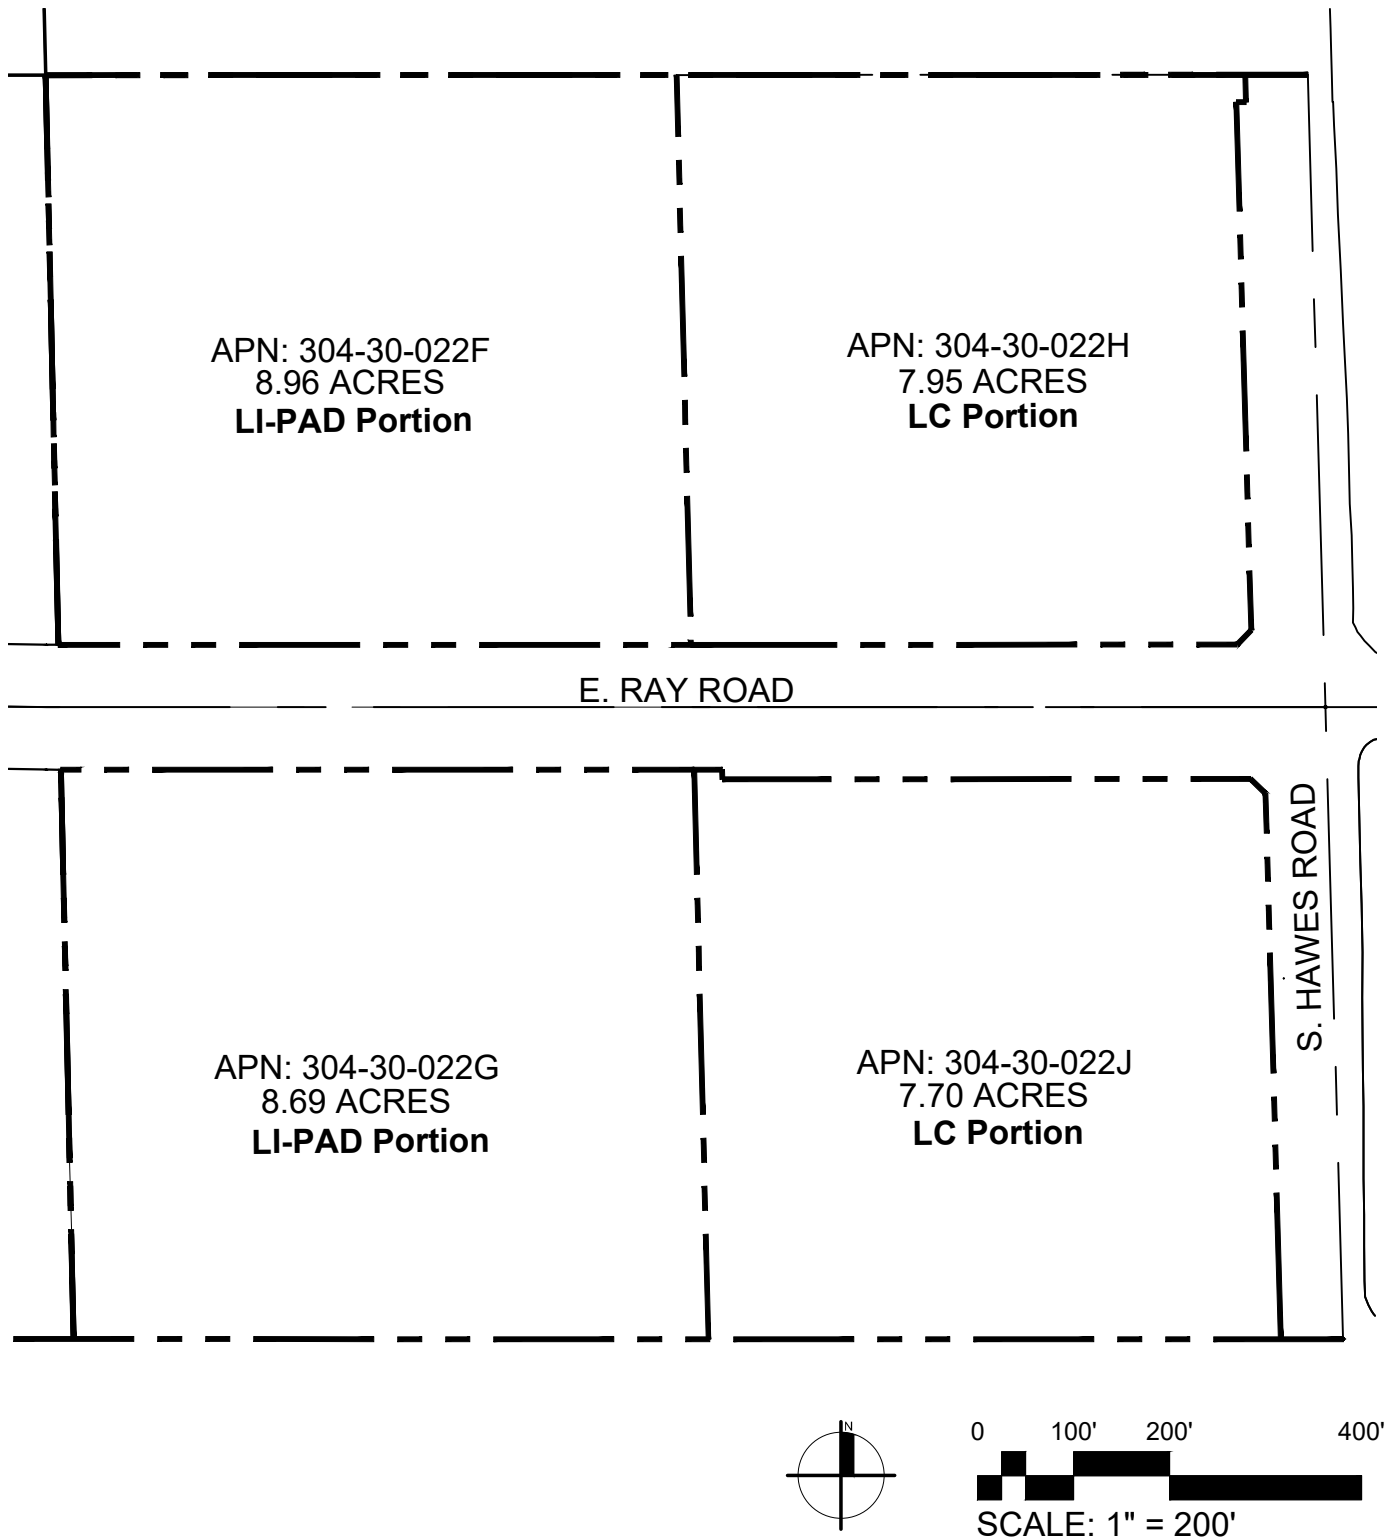 APN: 304-30-022F
8.96 ACRES
LI-PAD Portion
APN: 304-30-022H
7.95 ACRES
LC Portion
E. RAY ROAD
S. HAWES ROAD
APN: 304-30-022G
8.69 ACRES
LI-PAD Portion
APN: 304-30-022J
7.70 ACRES
LC Portion
N
0 100' 200' 400'
SCALE: 1" = 200'